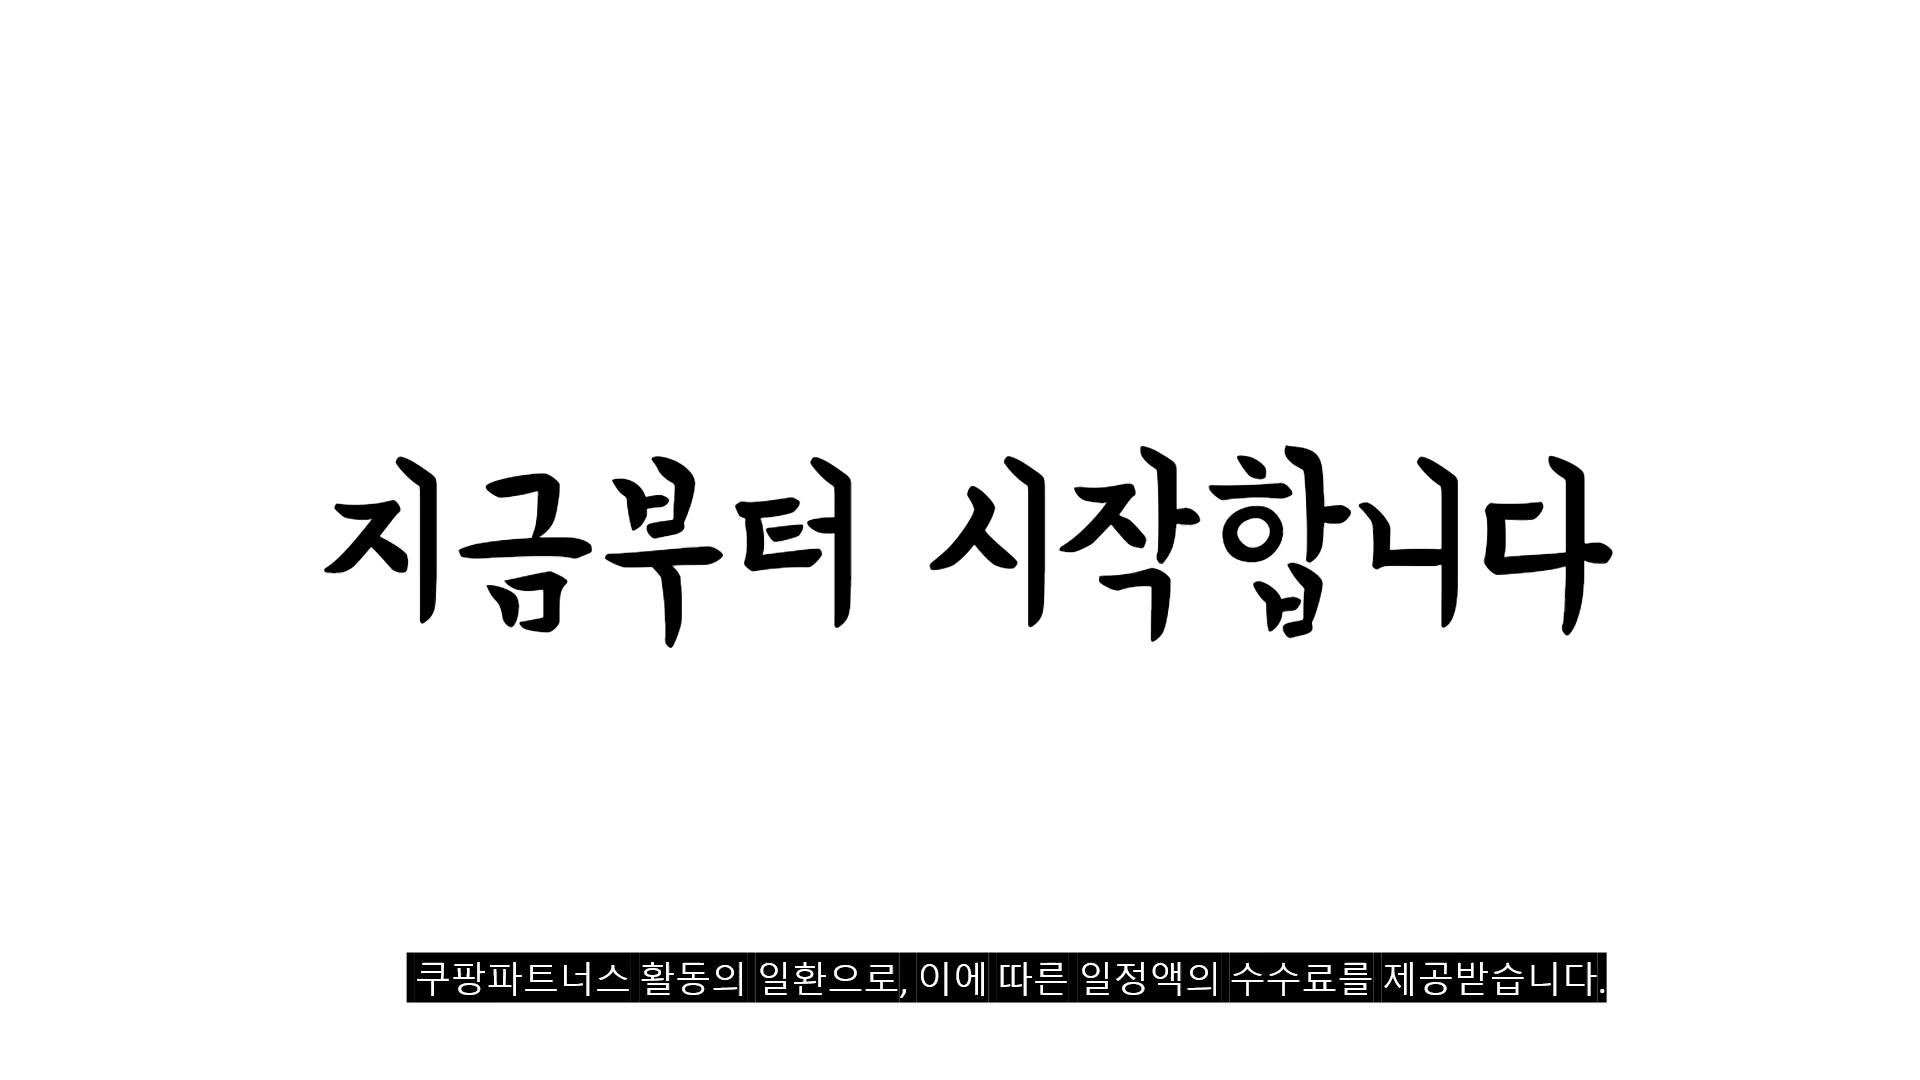 지금부터 시작합니다
쿠팡파트너스 활동의 일환으로, 이에 따른 일정액의 수수료를 제공받습니다.